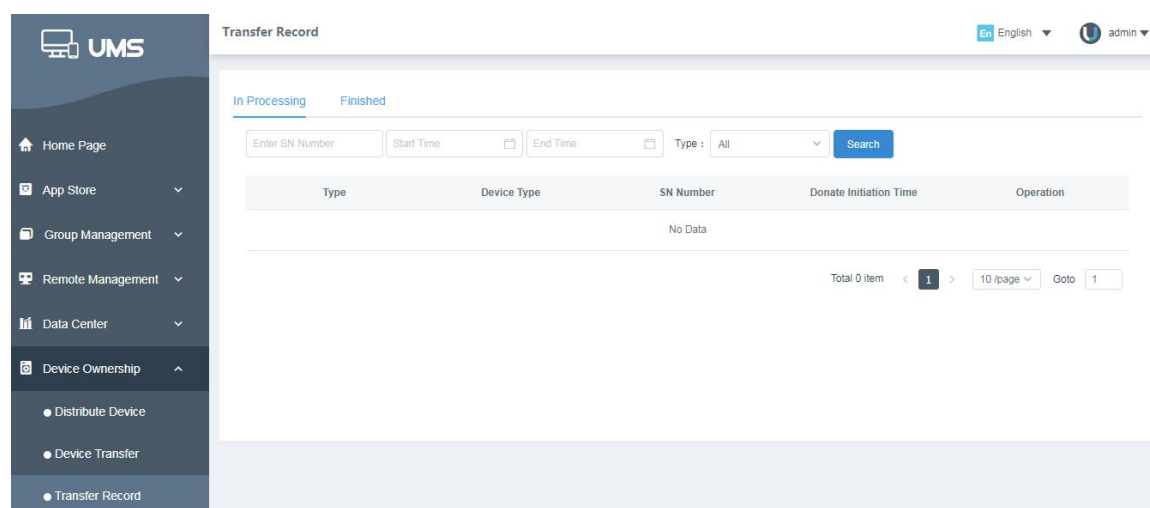 UMS
Transfer Record
En English
admin
Home Page
App Store
Group Management
Remote Management
Data Center
Device Ownership
Distribute Device
Device Transfer
Transfer Record
In Processing Finished
Enter SN Number Start Time End Time Type : All Search
Type Device Type SN Number Donate Initiation Time Operation
No Data
Total 0 item < 1 > 10 /page Goto 1